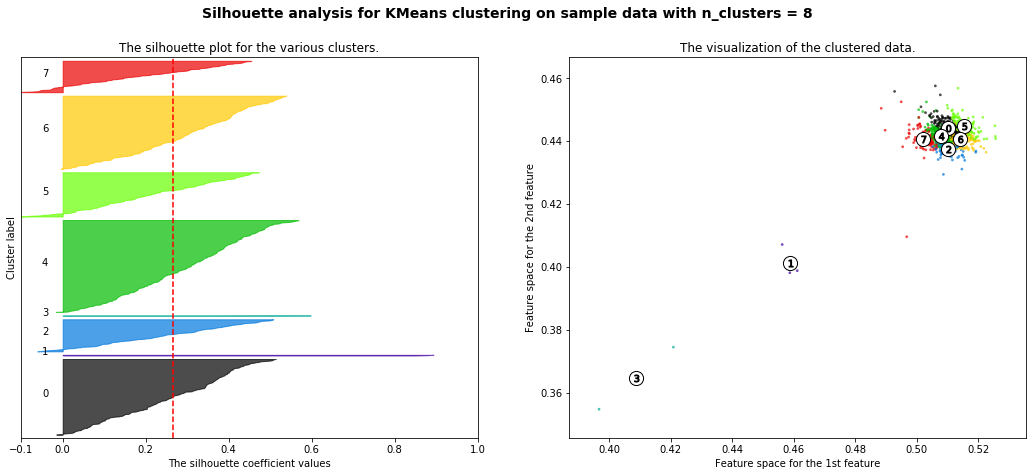 Silhouette analysis for KMeans clustering on sample data with n_clusters = 8
The silhouette plot for the various clusters.
Cluster label
7
6
5
4
3
2
1
0
−0.1 0.0 0.2 0.4 0.6 0.8 1.0
The silhouette coefficient values
The visualization of the clustered data.
Feature space for the 2nd feature
0.46
0.44
0.42
0.40
0.38
0.36
0 5
4 6
7
2
1
3
0.40 0.42 0.44 0.46 0.48 0.50 0.52
Feature space for the 1st feature